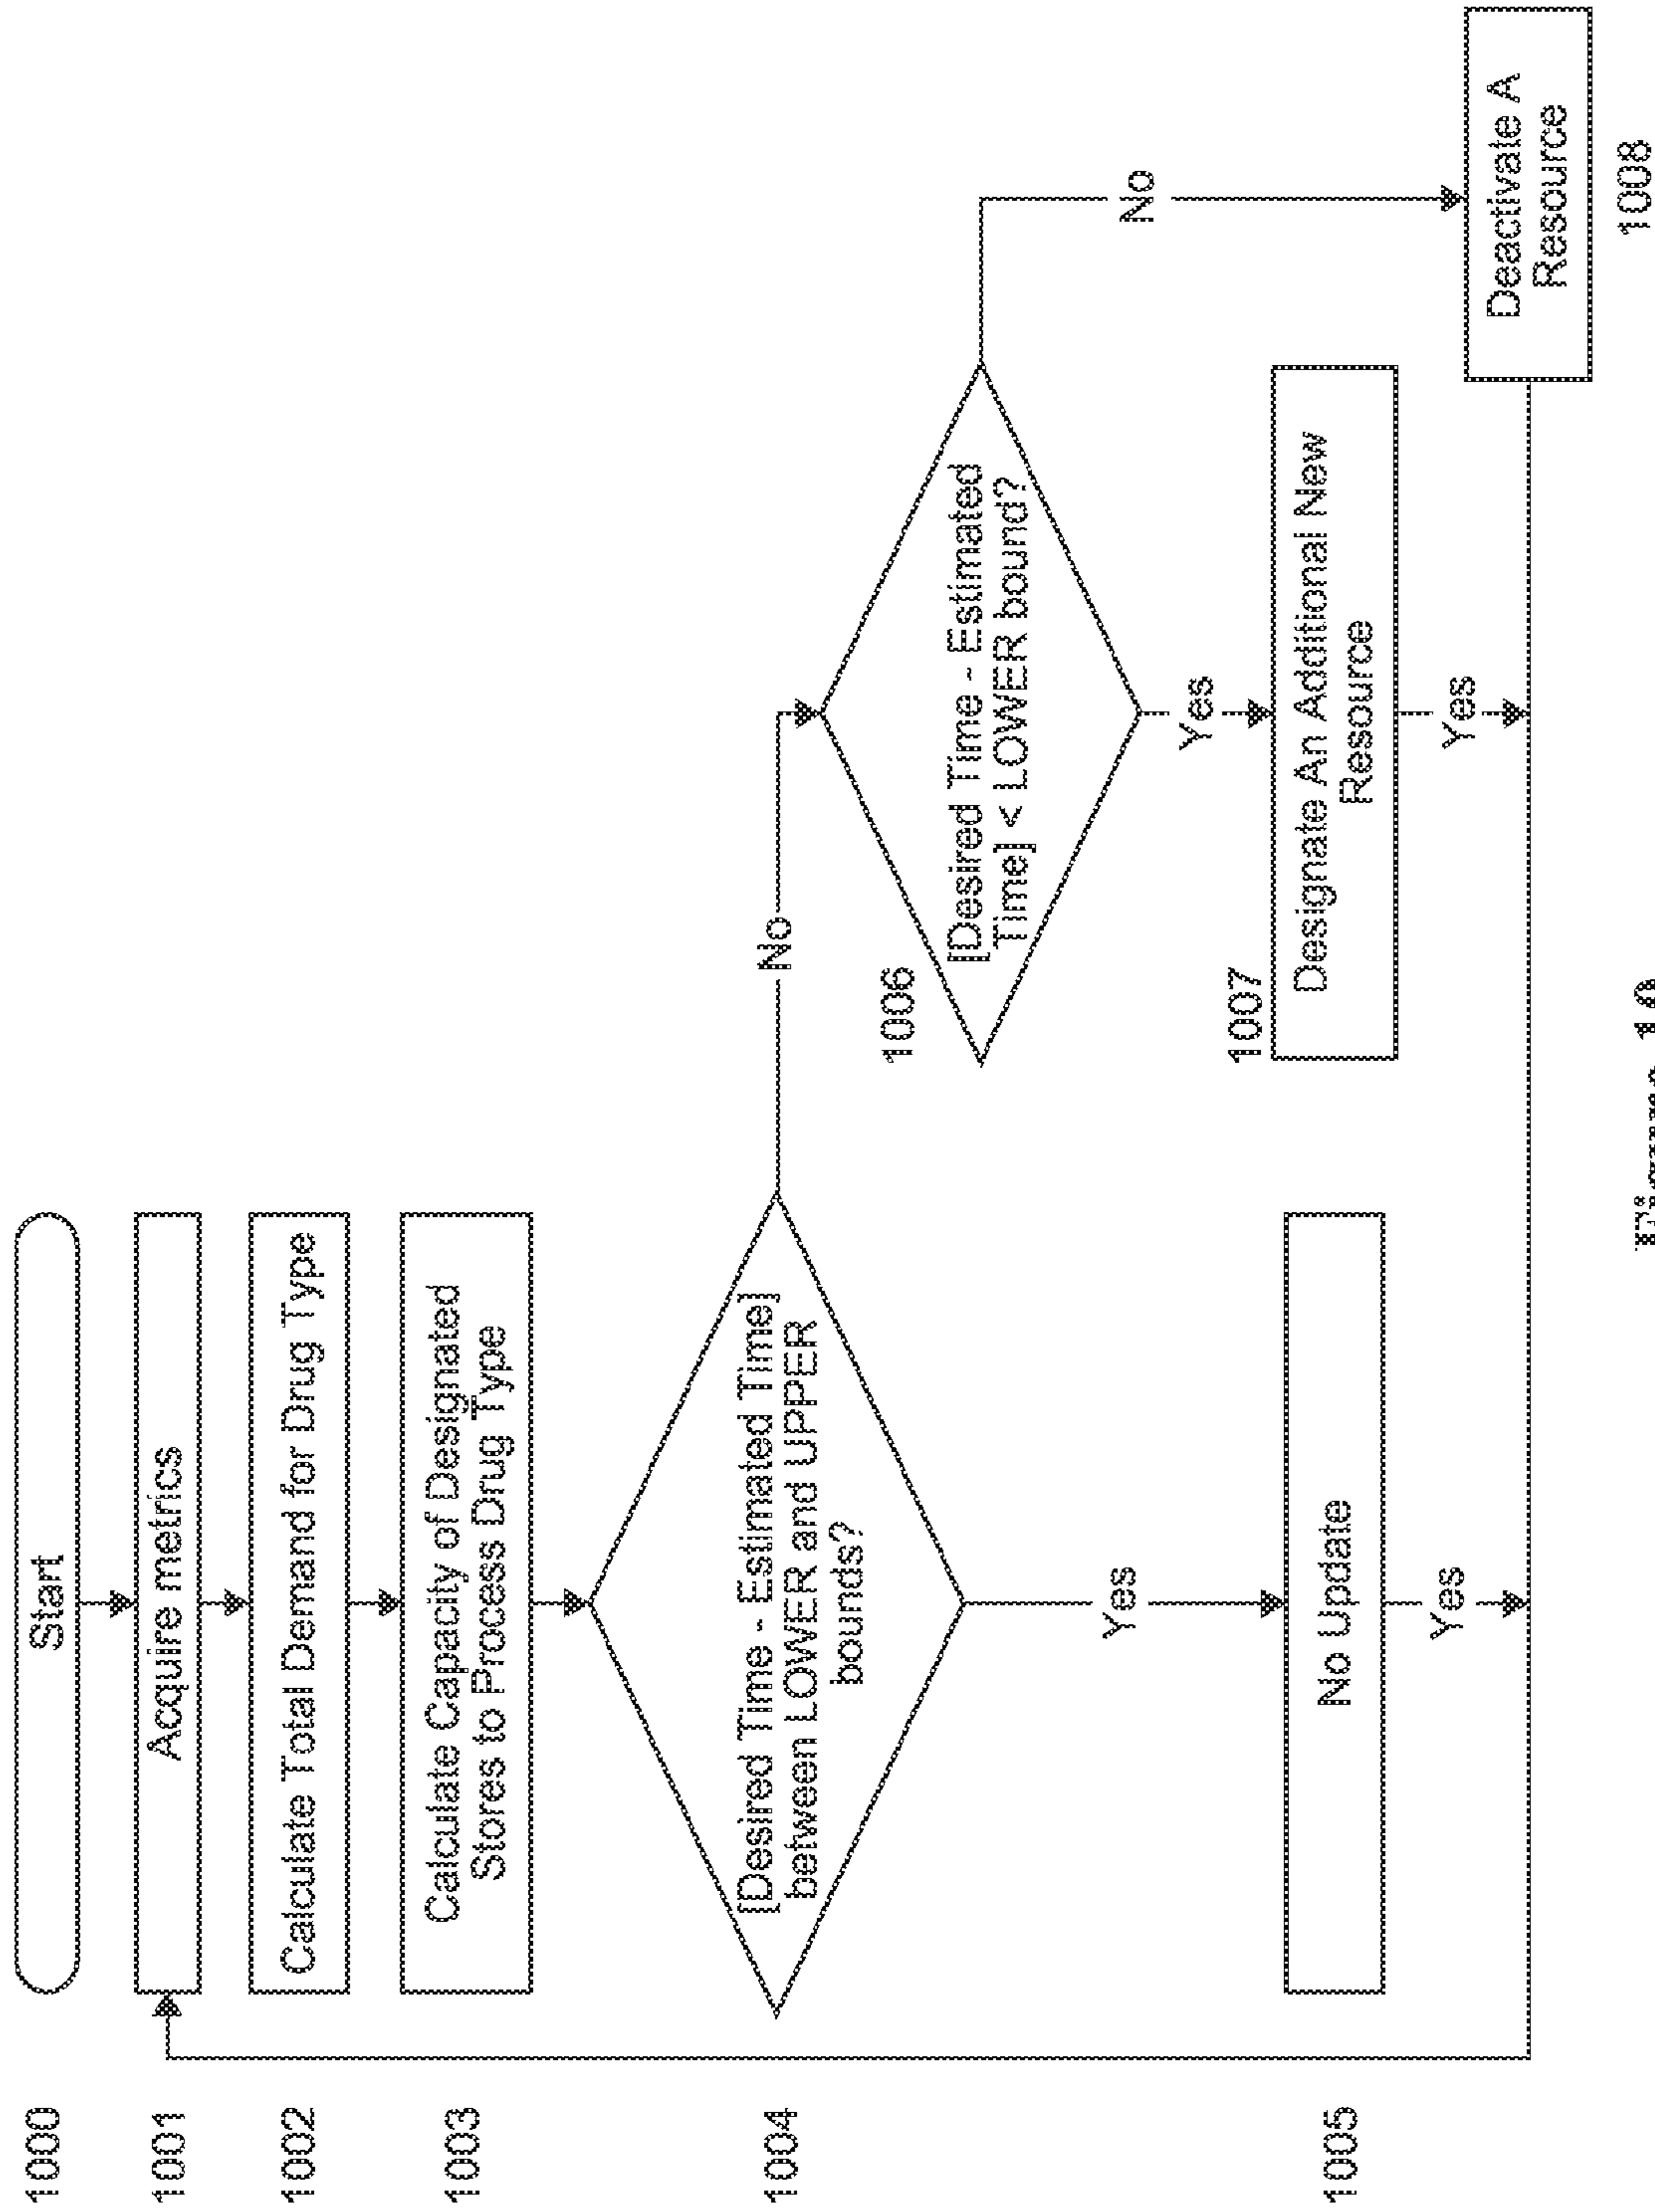 1000
Start
1001
Acquire metrics
1002
Calculate Total Demand for Drug Type
1003
Calculate Capacity of Designated
Stores to Process Drug Type
1004
[Desired Time - Estimated Time]
between LOWER and UPPER
bounds?
No
Yes
1006
[Desired Time - Estimated
Time] < LOWER bound?
No
Yes
1005
No Update
Yes
1007
Designate An Additional New
Resource
Yes
Deactivate A
Resource
1008
Figure 10